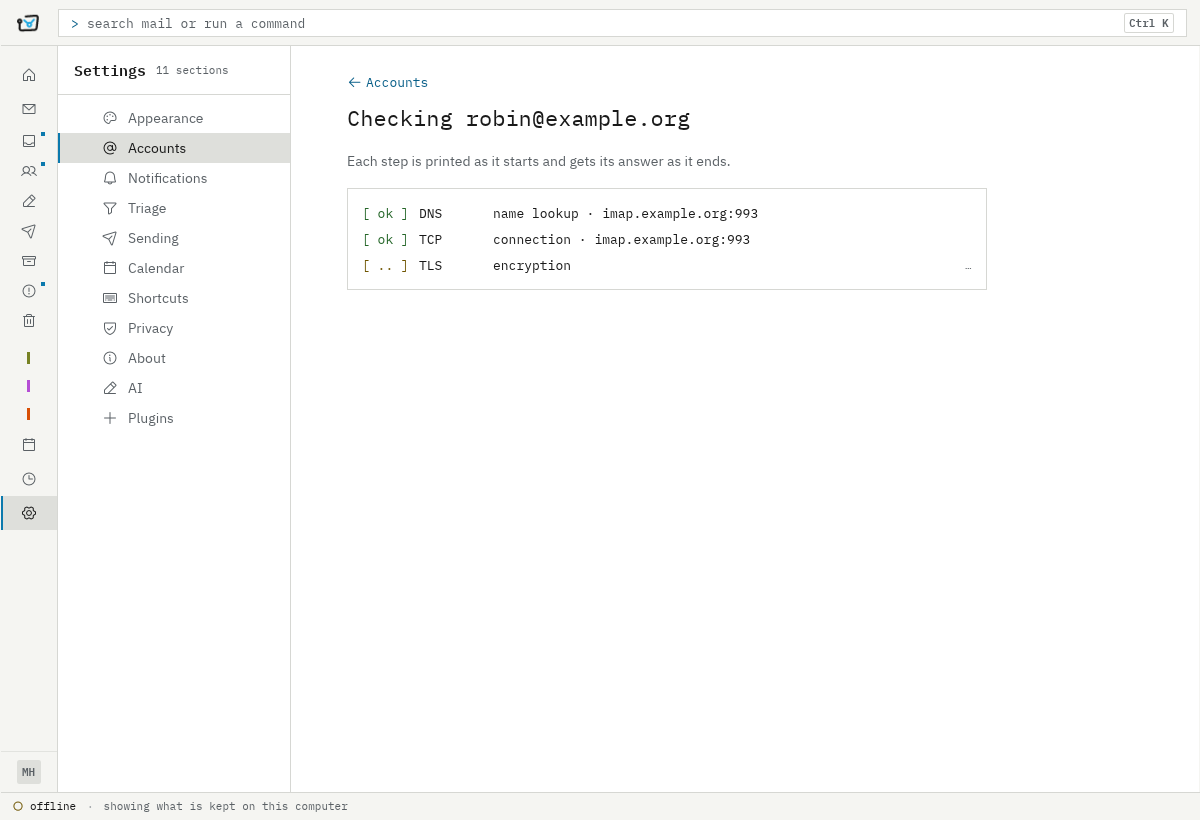 > search mail or run a command Ctrl K
Settings 11 sections
Appearance
Accounts
Notifications
Triage
Sending
Calendar
Shortcuts
Privacy
About
AI
Plugins
← Accounts
Checking robin@example.org
Each step is printed as it starts and gets its answer as it ends.
[ ok ] DNS name lookup · imap.example.org:993
[ ok ] TCP connection · imap.example.org:993
[ .. ] TLS encryption …
MH
offline · showing what is kept on this computer